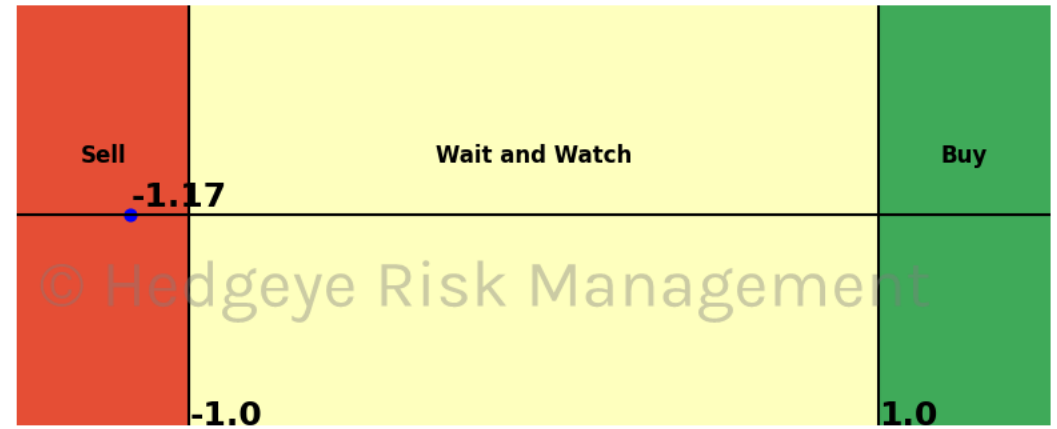 Sell
Wait and Watch
Buy
-1.17
© Hedgeye Risk Management
-1.0
1.0